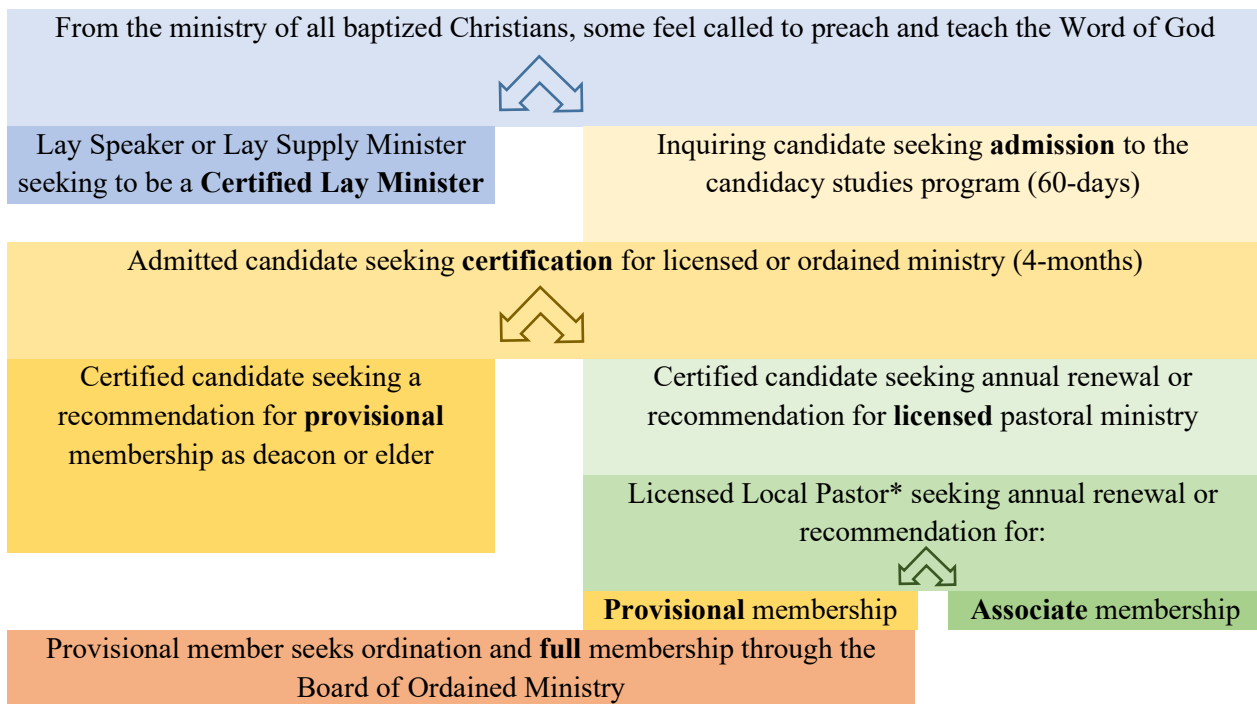 From the ministry of all baptized Christians, some feel called to preach and teach the Word of God
Lay Speaker or Lay Supply Minister
seeking to be a Certified Lay Minister
Inquiring candidate seeking admission to the
candidacy studies program (60-days)
Admitted candidate seeking certification for licensed or ordained ministry (4-months)
Certified candidate seeking a
recommendation for provisional
membership as deacon or elder
Certified candidate seeking annual renewal or
recommendation for licensed pastoral ministry
Licensed Local Pastor* seeking annual renewal or
recommendation for:
Provisional membership
Associate membership
Provisional member seeks ordination and full membership through the
Board of Ordained Ministry